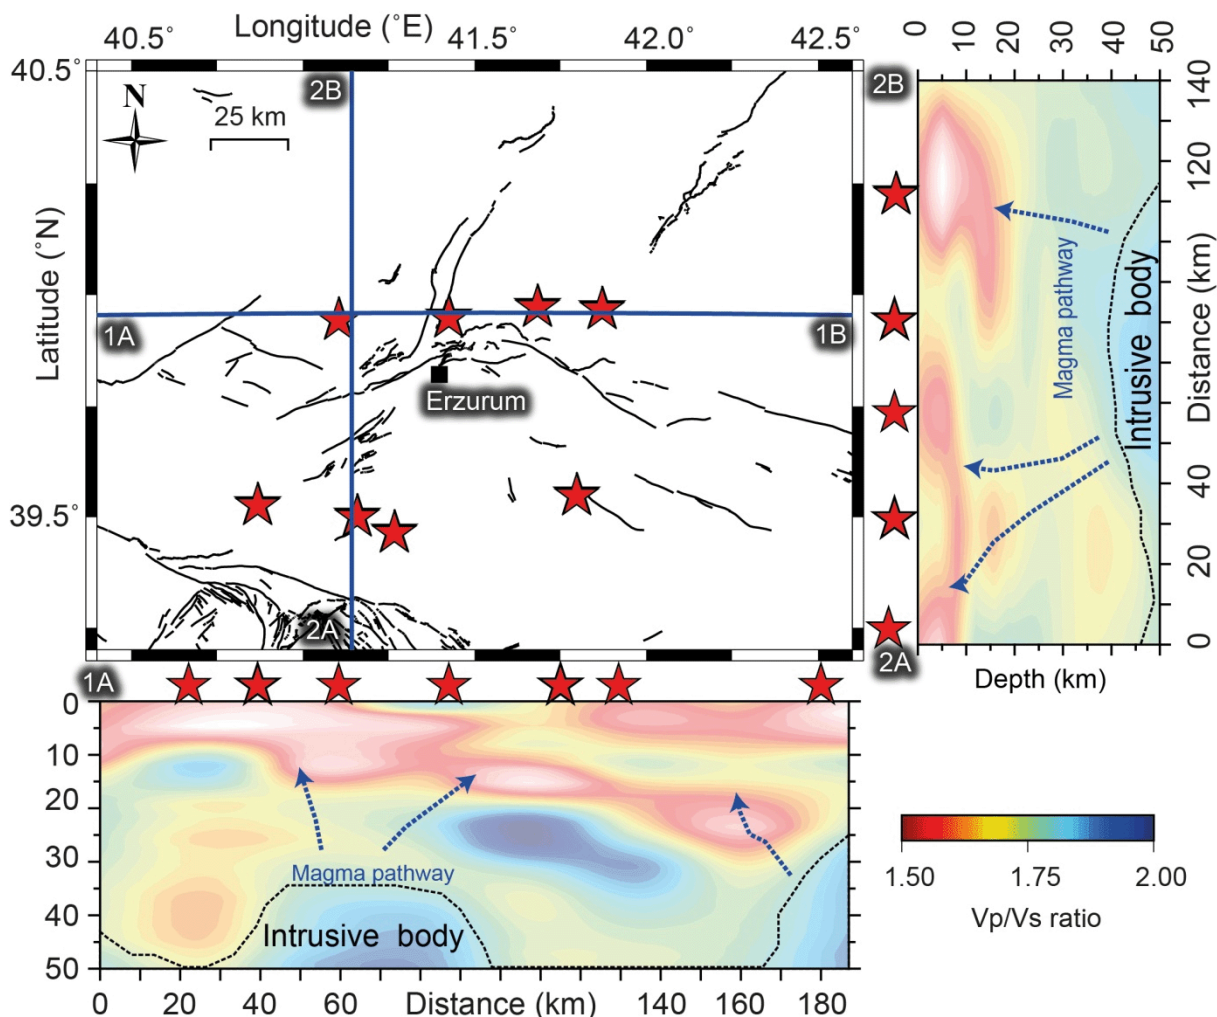 Longitude (°E)
40.5° 41.5° 42.0° 42.5°
40.5°
39.5°
Latitude (°N)
N
25 km
2B
1A
1B
Erzurum
2A
0 10 20 30 40 50
2B
Magma pathway
Intrusive body
140
120
Distance (km)
40
20
0
2A
Depth (km)
1A
0
10
20
30
40
50
Magma pathway
Intrusive body
0 20 40 60 Distance (km) 140 160 180
1.50 1.75 2.00
Vp/Vs ratio